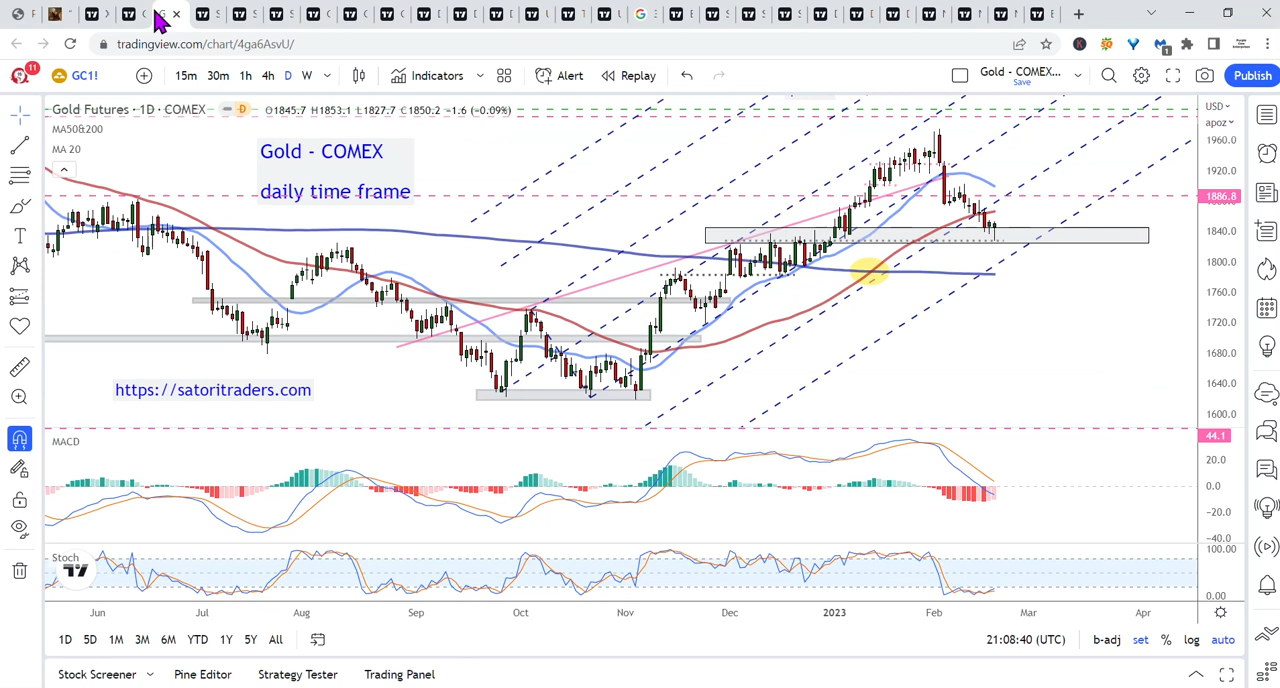 tradingview.com/chart/4ga6AsvU/
11
GC1!
15m 30m 1h 4h D W
Indicators
Alert
Replay
Gold - COMEX...
Save
Publish
Gold Futures · 1D · COMEX
D
O1845.7 H1853.1 L1827.7 C1850.2 −1.6 (−0.09%)
MA50&200
MA 20
Gold - COMEX
daily time frame
https://satoritraders.com
USD
apoz
1960.0
1920.0
1886.8
1840.0
1800.0
1760.0
1720.0
1680.0
1640.0
1600.0
MACD
44.1
20.0
0.0
−20.0
−40.0
Stoch
100.00
0.00
Jun Jul Aug Sep Oct Nov Dec 2023 Feb Mar Apr
1D 5D 1M 3M 6M YTD 1Y 5Y All
21:08:40 (UTC)
b-adj set % log auto
Stock Screener Pine Editor Strategy Tester Trading Panel